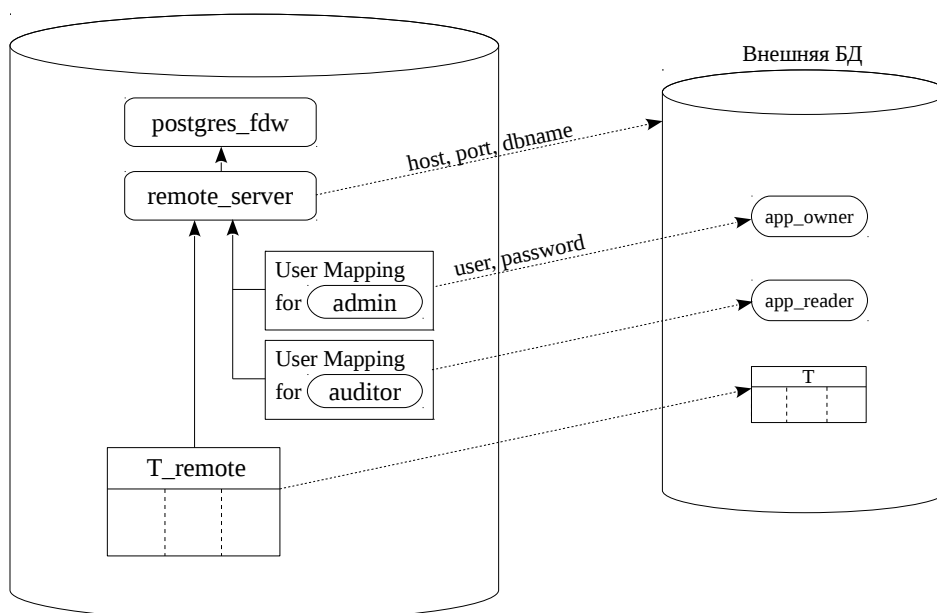 Внешняя БД
postgres_fdw
host, port, dbname
remote_server
app_owner
user, password
User Mapping
for admin
app_reader
User Mapping
for auditor
T
T_remote